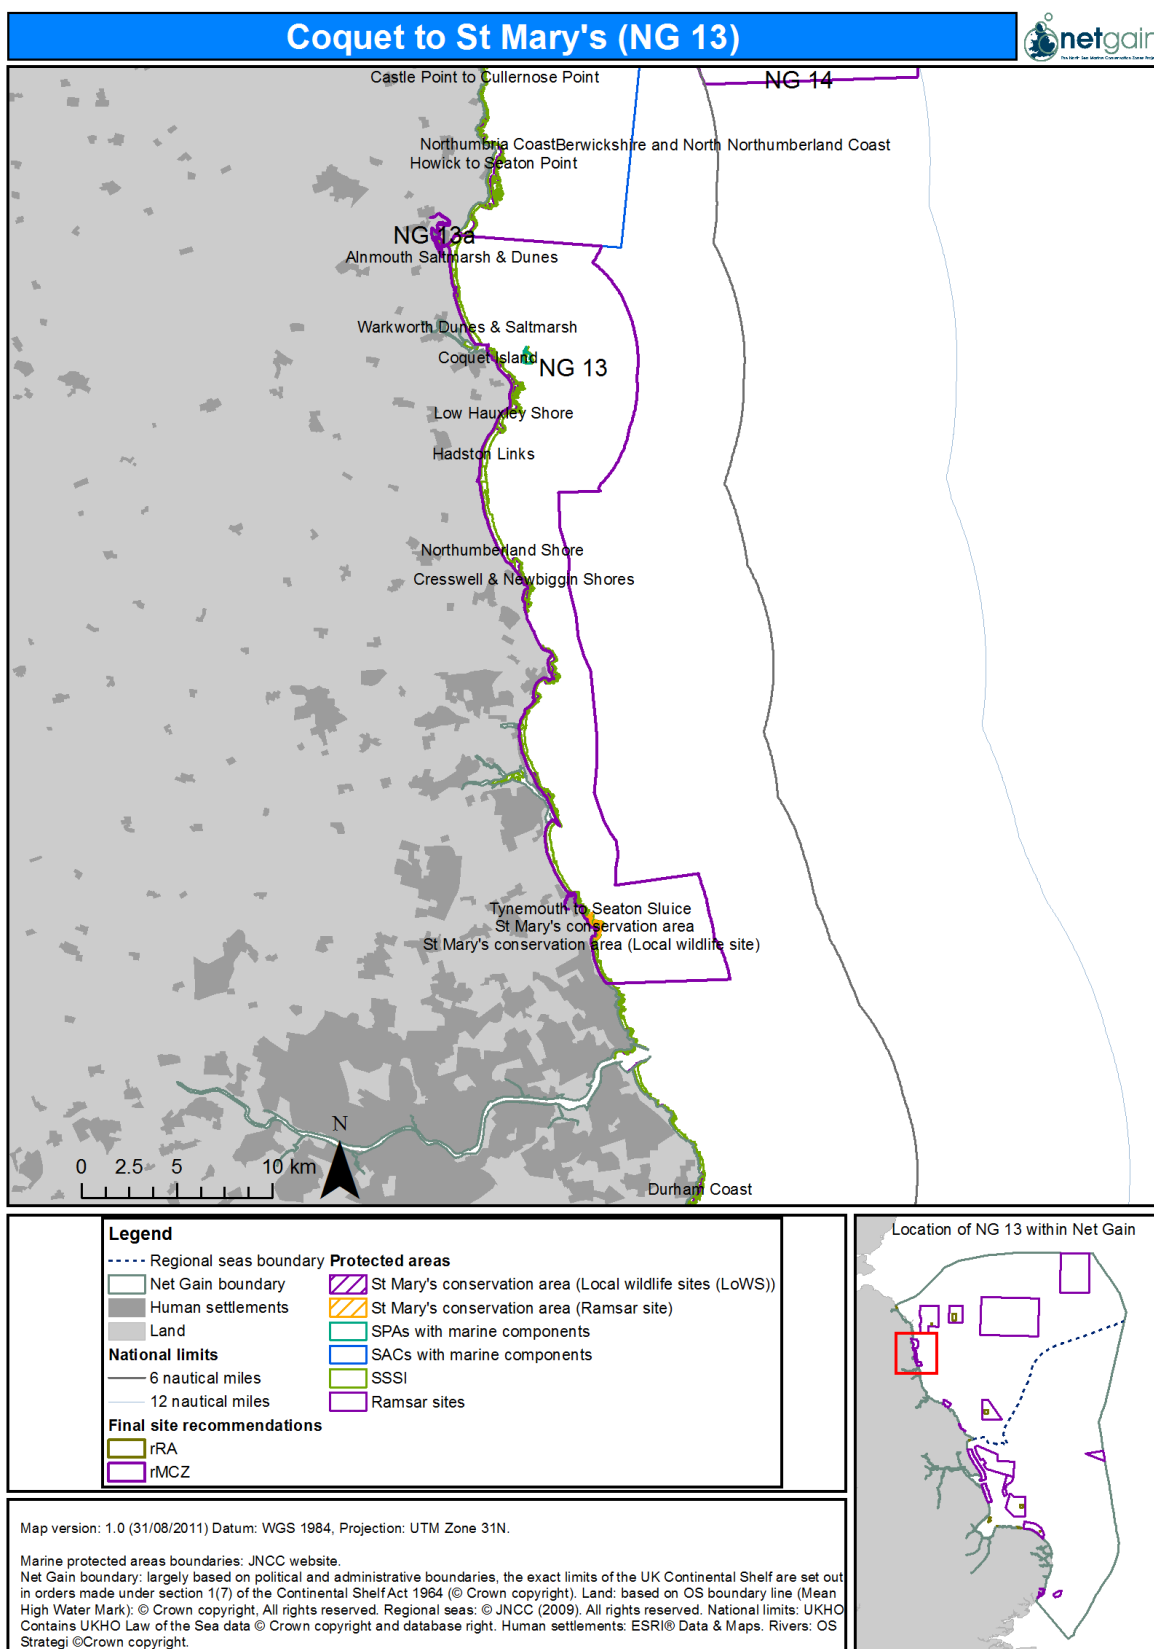 Coquet to St Mary's (NG 13)
netgain
The North Sea Marine Conservation Zones Project
Castle Point to Cullernose Point
NG 14
Northumbria Coast
Berwickshire and North Northumberland Coast
Howick to Seaton Point
NG 13a
Alnmouth Saltmarsh & Dunes
Warkworth Dunes & Saltmarsh
Coquet Island
NG 13
Low Hauxley Shore
Hadston Links
Northumberland Shore
Cresswell & Newbiggin Shores
Tynemouth to Seaton Sluice
St Mary's conservation area
St Mary's conservation area (Local wildlife site)
N
0 2.5 5 10 km
Durham Coast
Legend
Regional seas boundary
Net Gain boundary
Human settlements
Land
National limits
6 nautical miles
12 nautical miles
Final site recommendations
rRA
rMCZ
Protected areas
St Mary's conservation area (Local wildlife sites (LoWS))
St Mary's conservation area (Ramsar site)
SPAs with marine components
SACs with marine components
SSSI
Ramsar sites
Location of NG 13 within Net Gain
Map version: 1.0 (31/08/2011) Datum: WGS 1984, Projection: UTM Zone 31N.
Marine protected areas boundaries: JNCC website.
Net Gain boundary: largely based on political and administrative boundaries, the exact limits of the UK Continental Shelf are set out
in orders made under section 1(7) of the Continental Shelf Act 1964 (© Crown copyright). Land: based on OS boundary line (Mean
High Water Mark): © Crown copyright, All rights reserved. Regional seas: © JNCC (2009). All rights reserved. National limits: UKHO
Contains UKHO Law of the Sea data © Crown copyright and database right. Human settlements: ESRI® Data & Maps. Rivers: OS
Strategi ©Crown copyright.